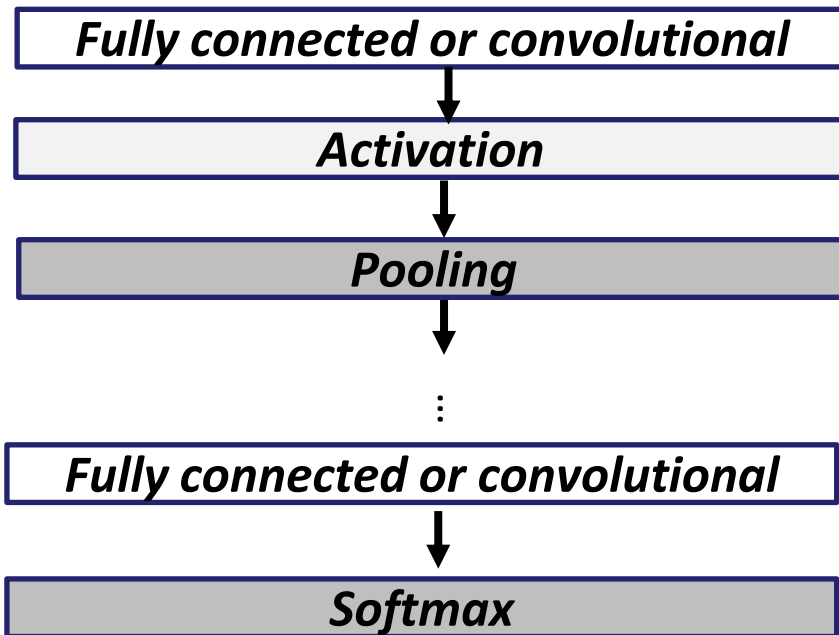 Fully connected or convolutional
Activation
Pooling
...
Fully connected or convolutional
Softmax